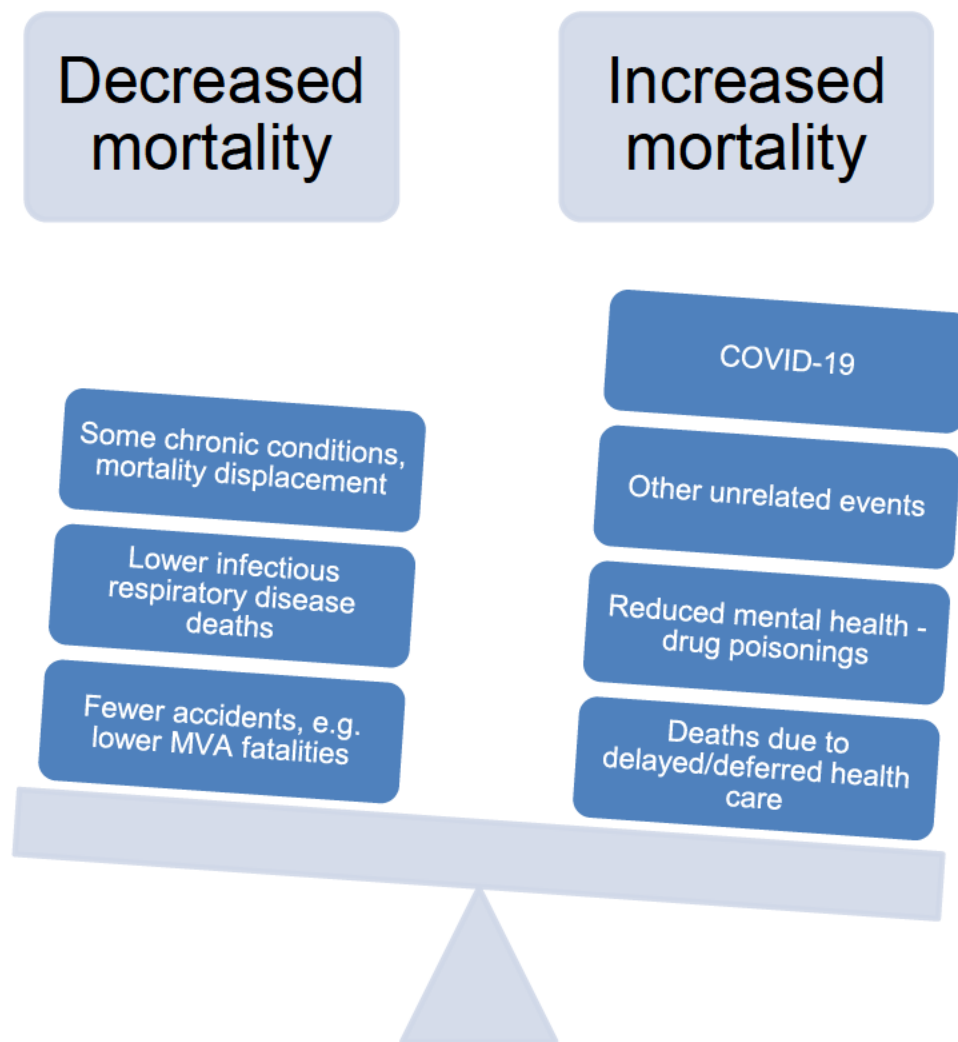 Decreased
mortality
Increased
mortality
Some chronic conditions,
mortality displacement
Lower infectious
respiratory disease
deaths
Fewer accidents, e.g.
lower MVA fatalities
COVID-19
Other unrelated events
Reduced mental health -
drug poisonings
Deaths due to
delayed/deferred health
care